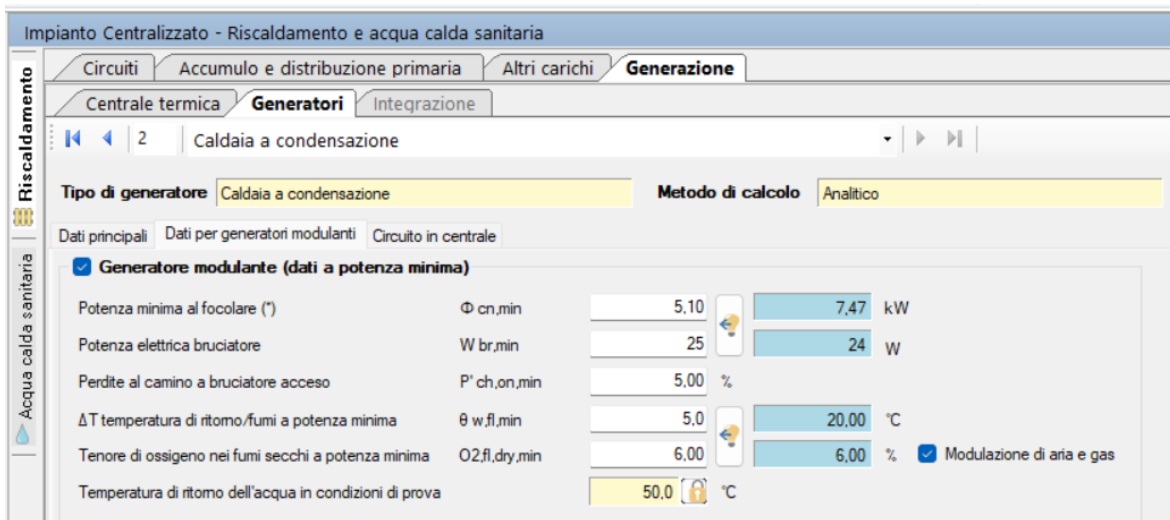 Impianto Centralizzato - Riscaldamento e acqua calda sanitaria
Riscaldamento
Acqua calda sanitaria
Circuiti Accumulo e distribuzione primaria Altri carichi Generazione
Centrale termica Generatori Integrazione
2 Caldaia a condensazione
Tipo di generatore Caldaia a condensazione Metodo di calcolo Analitico
Dati principali Dati per generatori modulanti Circuito in centrale
Generatore modulante (dati a potenza minima)
Potenza minima al focolare (*) Φ cn,min 5,10 7,47 kW
Potenza elettrica bruciatore W br,min 25 24 W
Perdite al camino a bruciatore acceso P' ch,on,min 5,00 %
ΔT temperatura di ritorno/fumi a potenza minima θ w,fl,min 5,0 20,00 °C
Tenore di ossigeno nei fumi secchi a potenza minima O2,fl,dry,min 6,00 6,00 % Modulazione di aria e gas
Temperatura di ritorno dell'acqua in condizioni di prova 50,0 °C